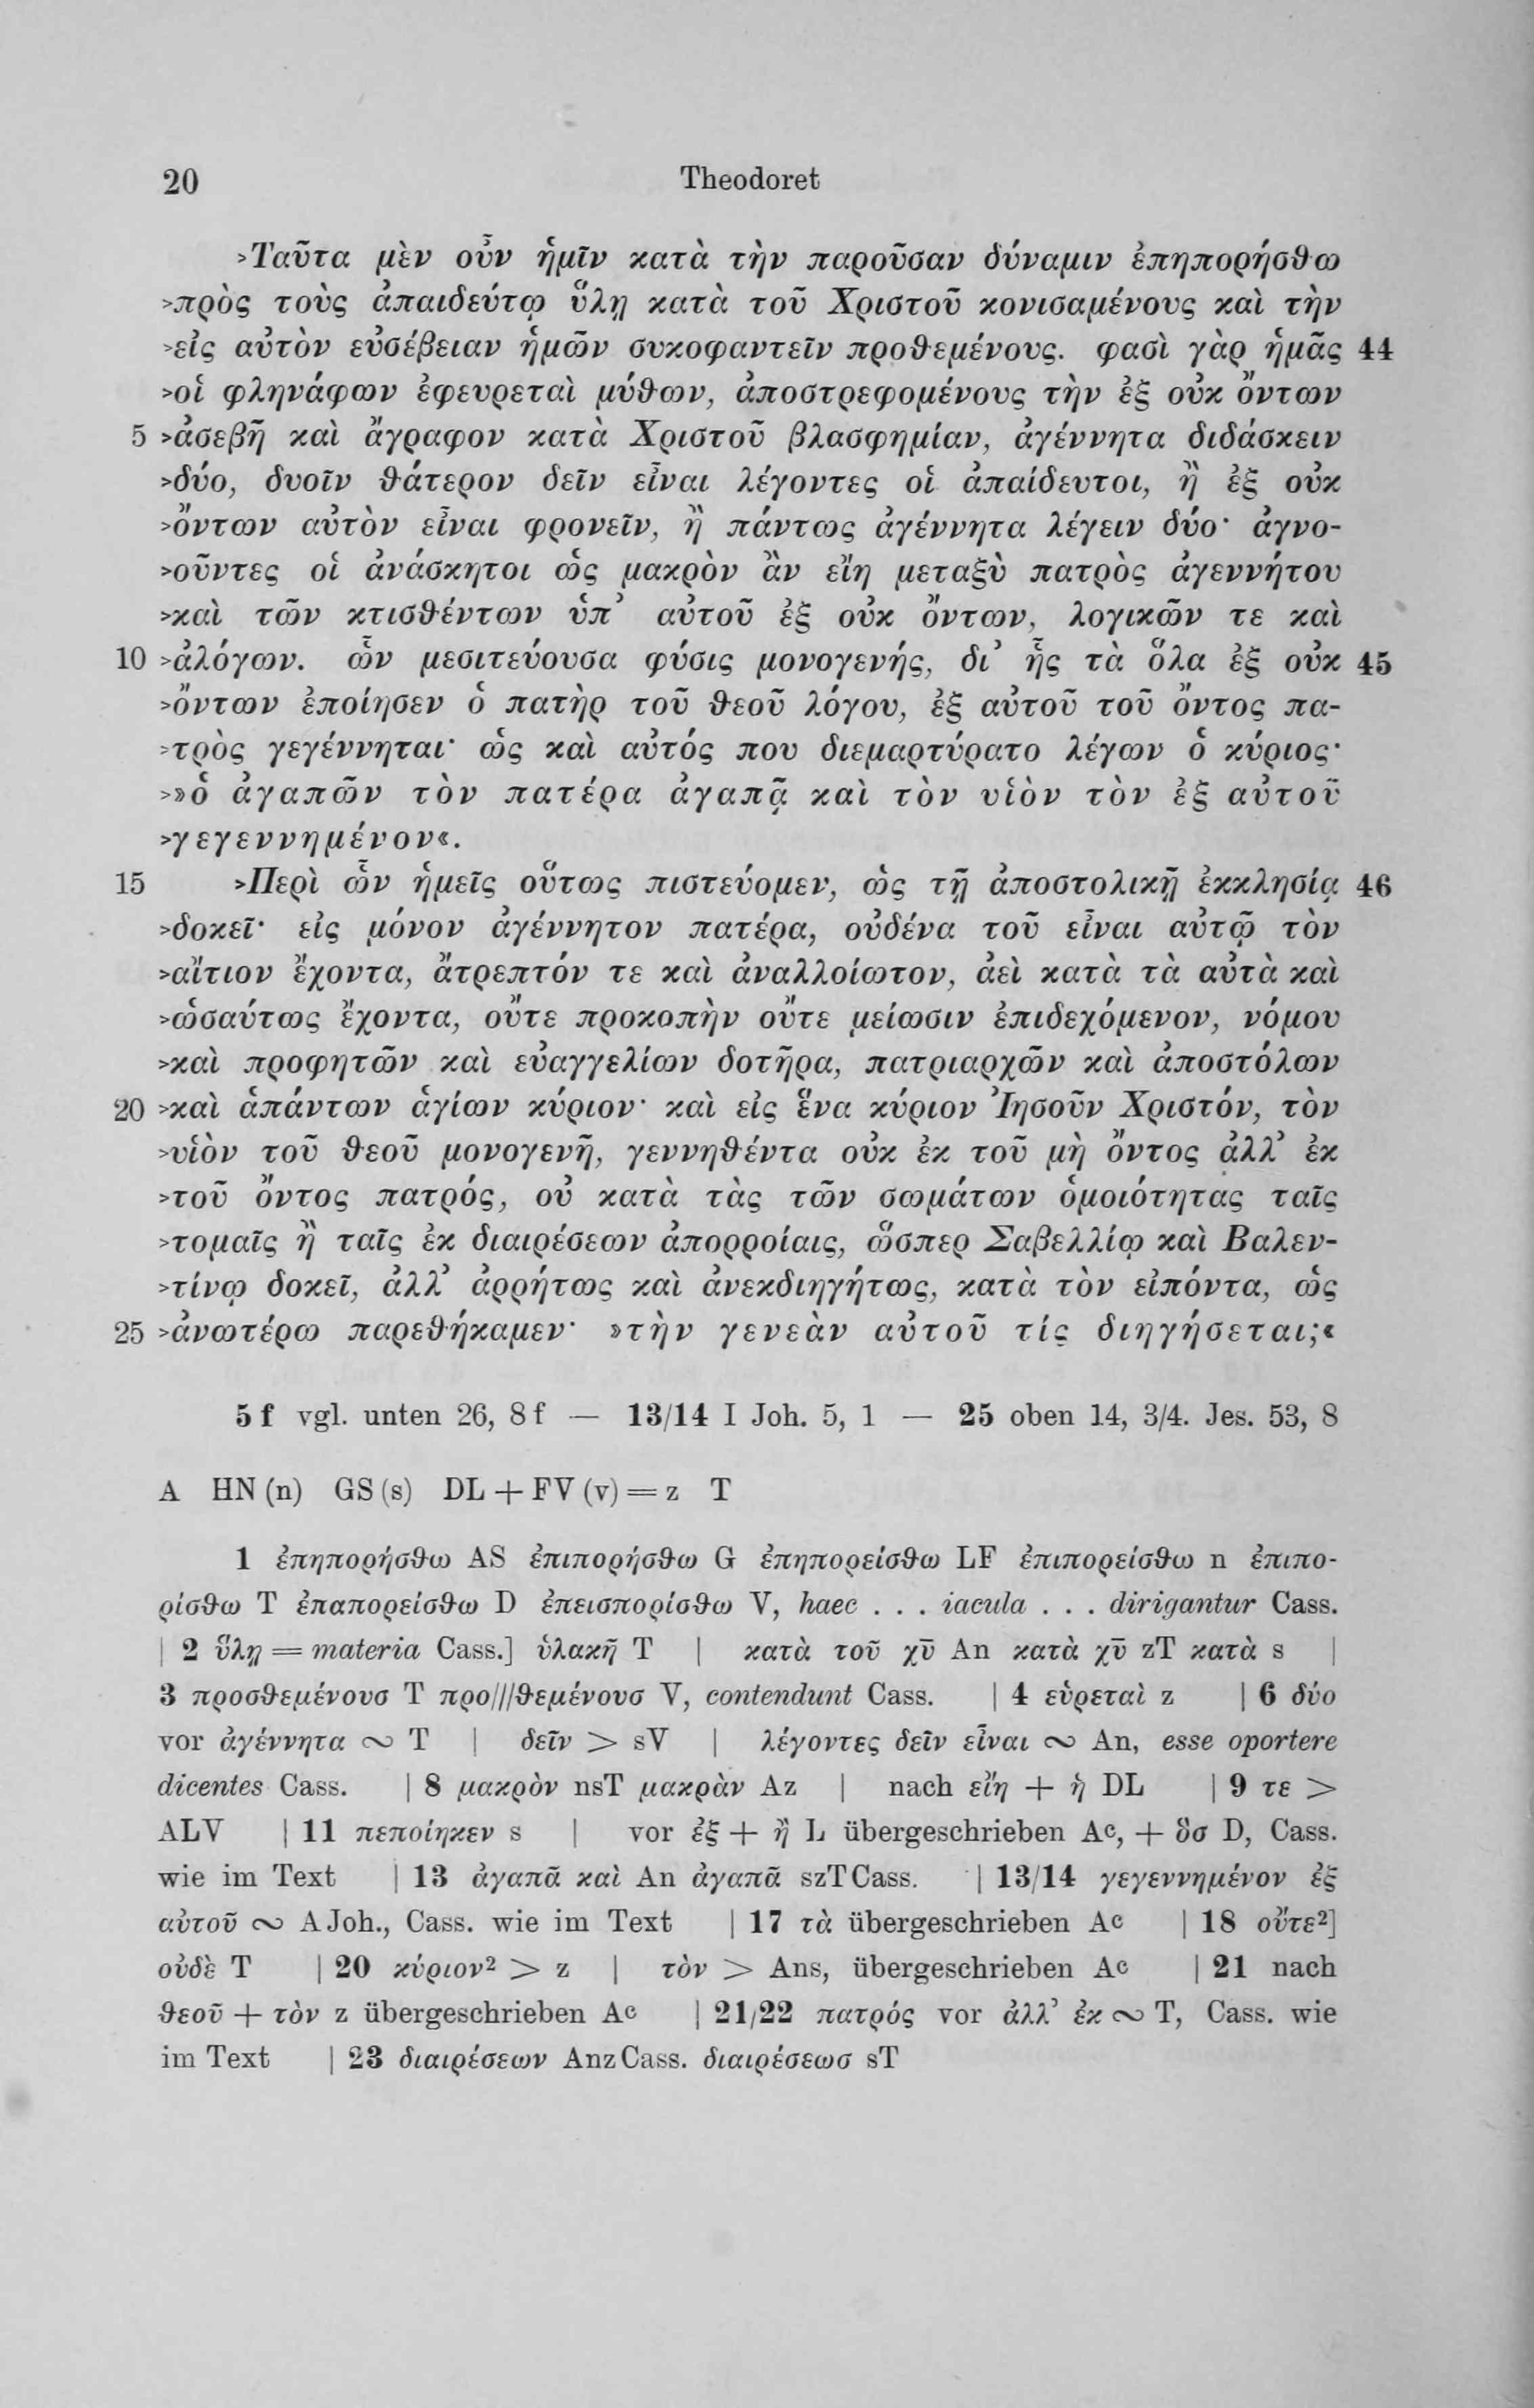 20 Theodoret
>Ταῦτα μὲν οὖν ἡμῖν κατὰ τὴν παροῦσαν δύναμιν ἐπηπορήσθω
>πρὸς τοὺς ἀπαιδεύτῳ ὕλῃ κατὰ τοῦ Χριστοῦ κονισαμένους καὶ τὴν
>εἰς αὐτὸν εὐσέβειαν ἡμῶν συκοφαντεῖν προθεμένους. φασὶ γὰρ ἡμᾶς 44
>οἱ φληνάφων ἐφευρεταὶ μύθων, ἀποστρεφομένους τὴν ἐξ οὐκ ὄντων
5 >ἀσεβῆ καὶ ἄγραφον κατὰ Χριστοῦ βλασφημίαν, ἀγέννητα διδάσκειν
>δύο, δυοῖν θάτερον δεῖν εἶναι λέγοντες οἱ ἀπαίδευτοι, ἢ ἐξ οὐκ
>ὄντων αὐτὸν εἶναι φρονεῖν, ἢ πάντως ἀγέννητα λέγειν δύο· ἀγνο-
>οῦντες οἱ ἀνάσκητοι ὡς μακρὸν ἂν εἴη μεταξὺ πατρὸς ἀγεννήτου
>καὶ τῶν κτισθέντων ὑπ' αὐτοῦ ἐξ οὐκ ὄντων, λογικῶν τε καὶ
10 >ἀλόγων. ὧν μεσιτεύουσα φύσις μονογενής, δι' ἧς τὰ ὅλα ἐξ οὐκ 45
>ὄντων ἐποίησεν ὁ πατὴρ τοῦ θεοῦ λόγου, ἐξ αὐτοῦ τοῦ ὄντος πα-
>τρὸς γεγέννηται· ὡς καὶ αὐτός που διεμαρτύρατο λέγων ὁ κύριος·
>»ὁ ἀγαπῶν τὸν πατέρα ἀγαπᾷ καὶ τὸν υἱὸν τὸν ἐξ αὐτοῦ
>γεγεννημένον«.
15 >Περὶ ὧν ἡμεῖς οὕτως πιστεύομεν, ὡς τῇ ἀποστολικῇ ἐκκλησίᾳ 46
>δοκεῖ· εἰς μόνον ἀγέννητον πατέρα, οὐδένα τοῦ εἶναι αὐτῷ τὸν
>αἴτιον ἔχοντα, ἄτρεπτόν τε καὶ ἀναλλοίωτον, ἀεὶ κατὰ τὰ αὐτὰ καὶ
>ὡσαύτως ἔχοντα, οὔτε προκοπὴν οὔτε μείωσιν ἐπιδεχόμενον, νόμου
>καὶ προφητῶν καὶ εὐαγγελίων δοτῆρα, πατριαρχῶν καὶ ἀποστόλων
20 >καὶ ἁπάντων ἁγίων κύριον· καὶ εἰς ἕνα κύριον Ἰησοῦν Χριστόν, τὸν
>υἱὸν τοῦ θεοῦ μονογενῆ, γεννηθέντα οὐκ ἐκ τοῦ μὴ ὄντος ἀλλ' ἐκ
>τοῦ ὄντος πατρός, οὐ κατὰ τὰς τῶν σωμάτων ὁμοιότητας ταῖς
>τομαῖς ἢ ταῖς ἐκ διαιρέσεων ἀπορροίαις, ὥσπερ Σαβελλίῳ καὶ Βαλεν-
>τίνῳ δοκεῖ, ἀλλ' ἀρρήτως καὶ ἀνεκδιηγήτως, κατὰ τὸν εἰπόντα, ὡς
25 >ἀνωτέρω παρεθήκαμεν· »τὴν γενεὰν αὐτοῦ τίς διηγήσεται;«
5 f vgl. unten 26, 8 f — 13/14 I Joh. 5, 1 — 25 oben 14, 3/4. Jes. 53, 8
A HN (n) GS (s) DL + FV (v) = z T
1 ἐπηπορήσθω AS ἐπιπορήσθω G ἐπηπορείσθω LF ἐπιπορείσθω n ἐπιπο-
ρίσθω T ἐπαπορείσθω D ἐπεισπορίσθω V, haec . . . iacula . . . dirigantur Cass.
| 2 ὕλῃ = materia Cass.] ὑλακῇ T | κατὰ τοῦ χῡ An κατὰ χῡ zT κατὰ s |
3 προσθεμένουσ T προ///θεμένουσ V, contendunt Cass. | 4 εὑρεταὶ z | 6 δύο
vor ἀγέννητα ∾ T | δεῖν > sV | λέγοντες δεῖν εἶναι ∾ An, esse oportere
dicentes Cass. | 8 μακρὸν nsT μακρὰν Az | nach εἴη + ἡ DL | 9 τε >
ALV | 11 πεποίηκεν s | vor ἐξ + ἢ L übergeschrieben Aᶜ, + ὃσ D, Cass.
wie im Text | 13 ἀγαπᾶ καὶ An ἀγαπᾶ szT Cass. | 13/14 γεγεννημένον ἐξ
αὐτοῦ ∾ A Joh., Cass. wie im Text | 17 τὰ übergeschrieben Aᶜ | 18 οὔτε²]
οὐδὲ T | 20 κύριον² > z | τὸν > Ans, übergeschrieben Aᶜ | 21 nach
θεοῦ + τὸν z übergeschrieben Aᶜ | 21/22 πατρός vor ἀλλ' ἐκ ∾ T, Cass. wie
im Text | 23 διαιρέσεων Anz Cass. διαιρέσεωσ sT